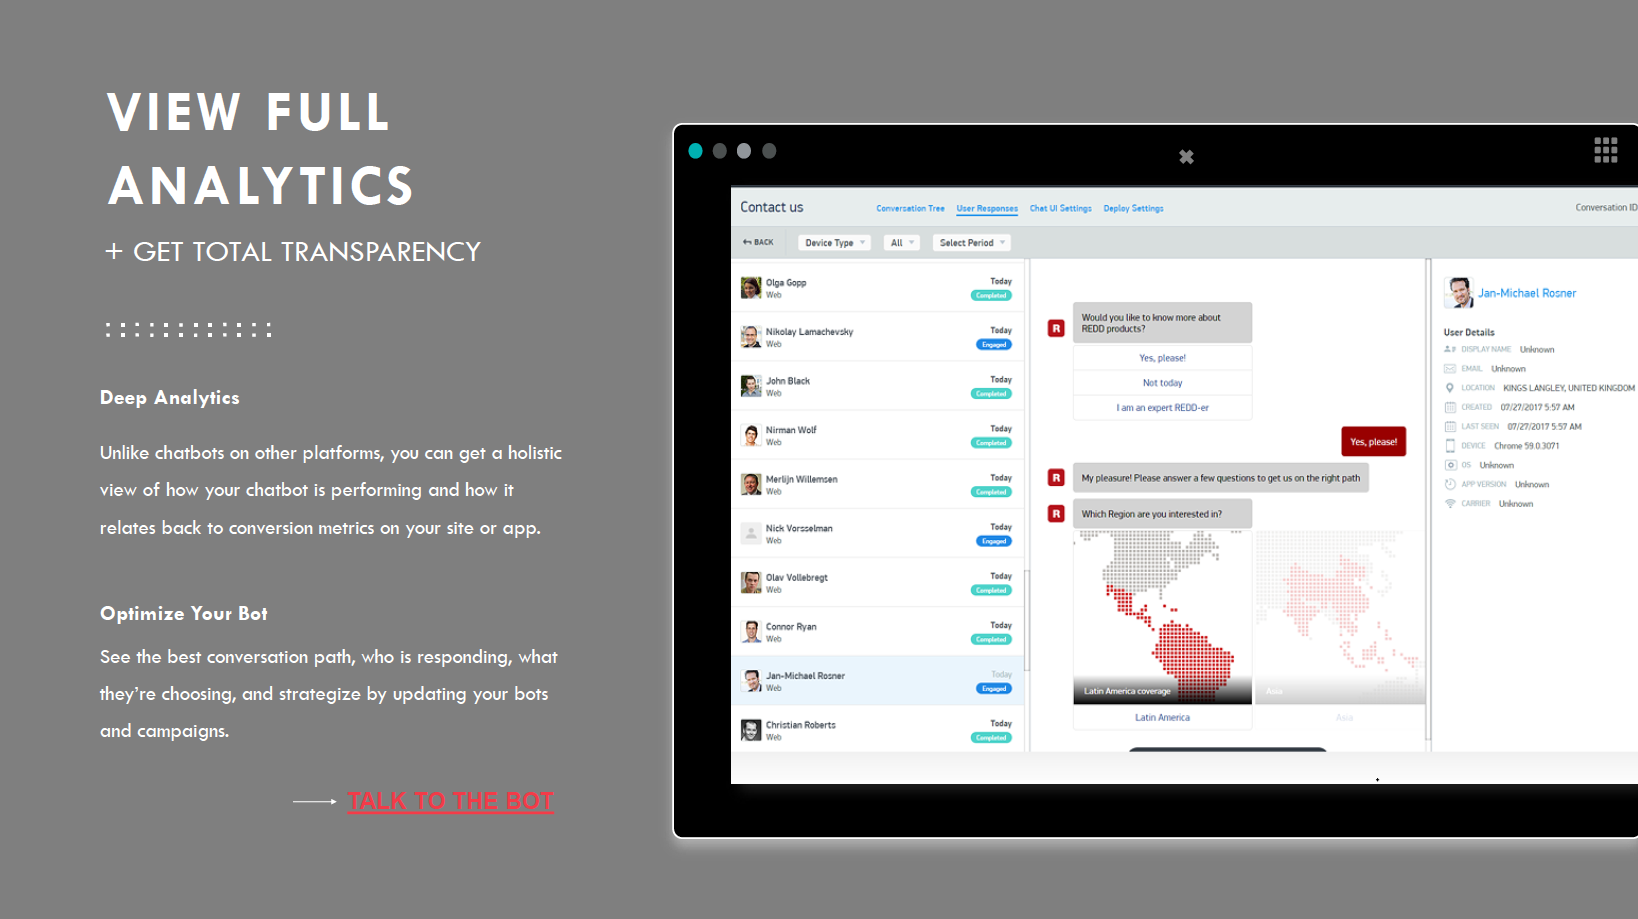 VIEW FULL
ANALYTICS
+ GET TOTAL TRANSPARENCY
Deep Analytics
Unlike chatbots on other platforms, you can get a holistic
view of how your chatbot is performing and how it
relates back to conversion metrics on your site or app.
Optimize Your Bot
See the best conversation path, who is responding, what
they're choosing, and strategize by updating your bots
and campaigns.
TALK TO THE BOT
Contact us
Conversation Tree User Responses Chat UI Settings Deploy Settings
Conversation ID
BACK
Device Type
All
Select Period
Olga Gopp Today
Web Completed
Nikolay Lamachevsky Today
Web Engaged
John Black Today
Web Completed
Nirman Wolf Today
Web Completed
Merlijn Willemsen Today
Web Completed
Nick Vorsselman Today
Web Engaged
Olav Vollebregt Today
Web Completed
Connor Ryan Today
Web Completed
Jan-Michael Rosner Today
Web Engaged
Christian Roberts Today
Web Completed
R
Would you like to know more about
REDD products?
Yes, please!
Not today
I am an expert REDD-er
Yes, please!
R
My pleasure! Please answer a few questions to get us on the right path
R
Which Region are you interested in?
Latin America coverage
Asia
Latin America
Asia
Jan-Michael Rosner
User Details
DISPLAY NAME Unknown
EMAIL Unknown
LOCATION KINGS LANGLEY, UNITED KINGDOM
CREATED 07/27/2017 5:57 AM
LAST SEEN 07/27/2017 5:57 AM
DEVICE Chrome 59.0.3071
OS Unknown
APP VERSION Unknown
CARRIER Unknown